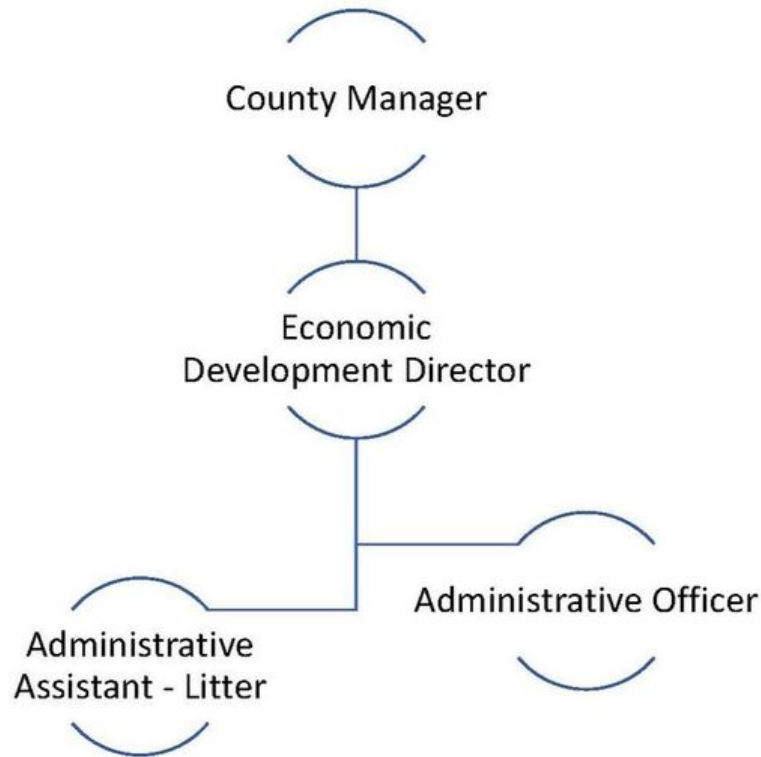 County Manager
Economic
Development Director
Administrative Officer
Administrative
Assistant - Litter